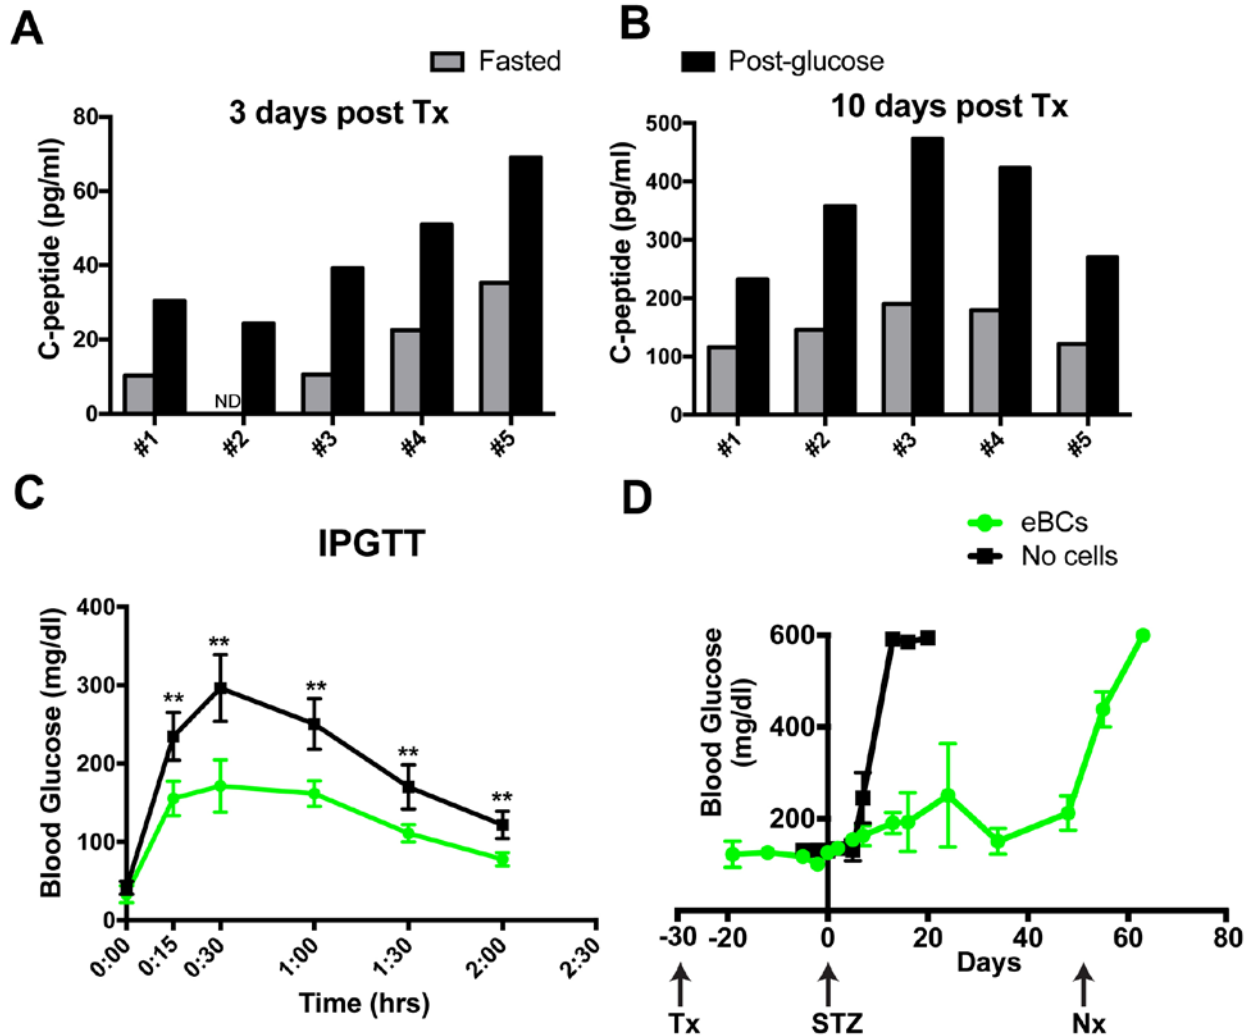 A
B
Fasted
Post-glucose
3 days post Tx
10 days post Tx
C-peptide (pg/ml)
80
60
40
20
0
ND
#1
#2
#3
#4
#5
C-peptide (pg/ml)
500
400
300
200
100
0
#1
#2
#3
#4
#5
C
IPGTT
Blood Glucose (mg/dl)
400
300
200
100
0
**
**
**
**
**
0:00
0:15
0:30
1:00
1:30
2:00
2:30
Time (hrs)
D
eBCs
No cells
Blood Glucose
(mg/dl)
600
400
200
-30
-20
0
20
40
60
80
Days
Tx
STZ
Nx